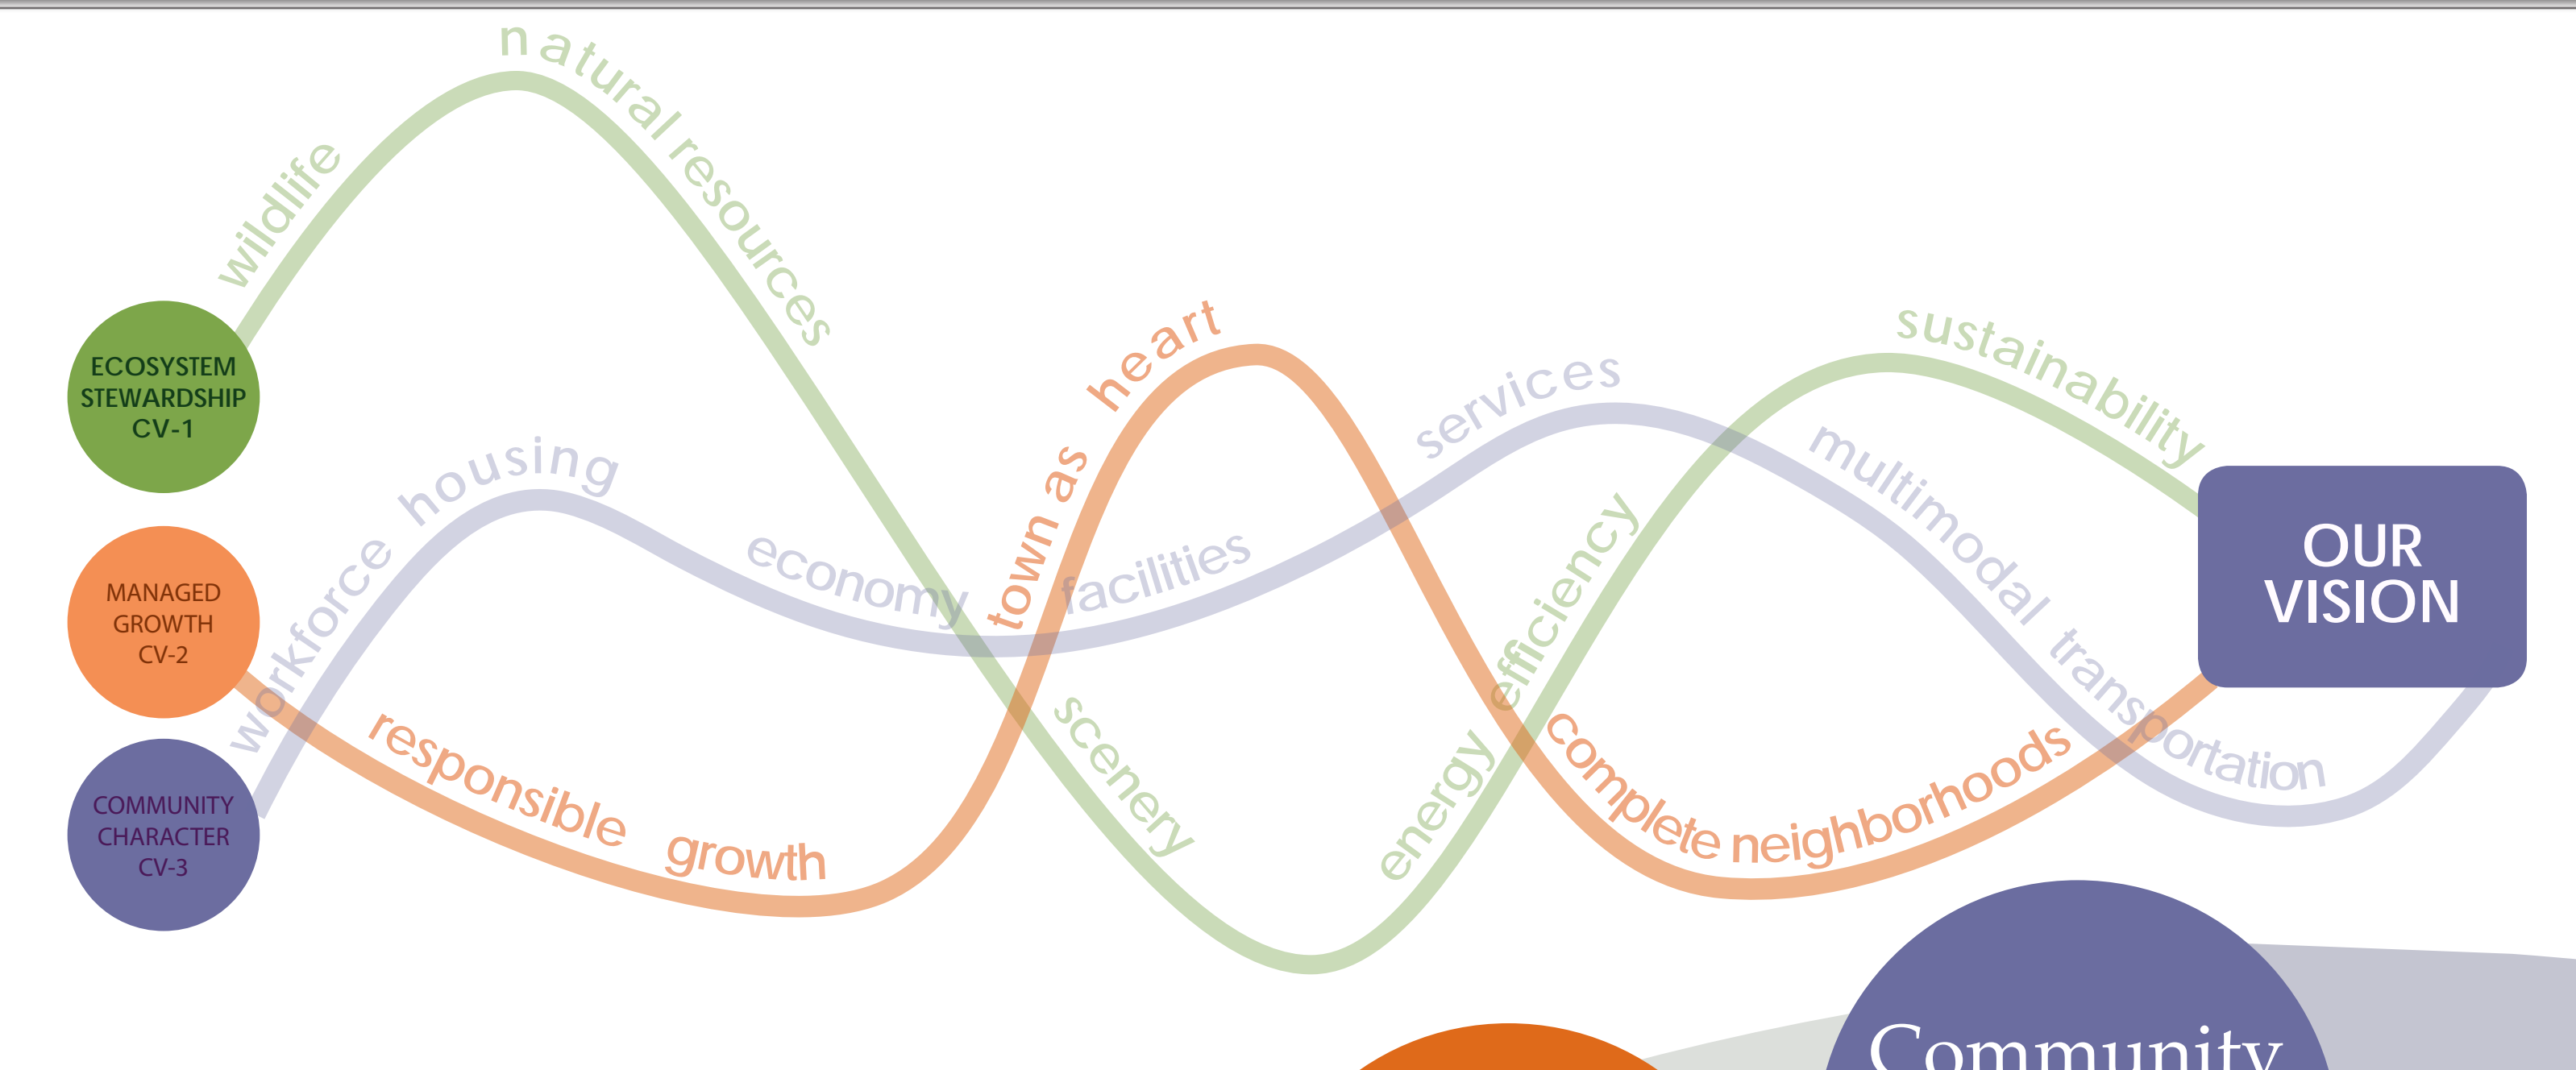 wildlife
natural resources
scenery
energy efficiency
sustainability
ECOSYSTEM
STEWARDSHIP
CV-1
MANAGED
GROWTH
CV-2
responsible growth
town as heart
complete neighborhoods
COMMUNITY
CHARACTER
CV-3
workforce housing
economy
facilities
services
multimodal transportation
OUR
VISION
Community